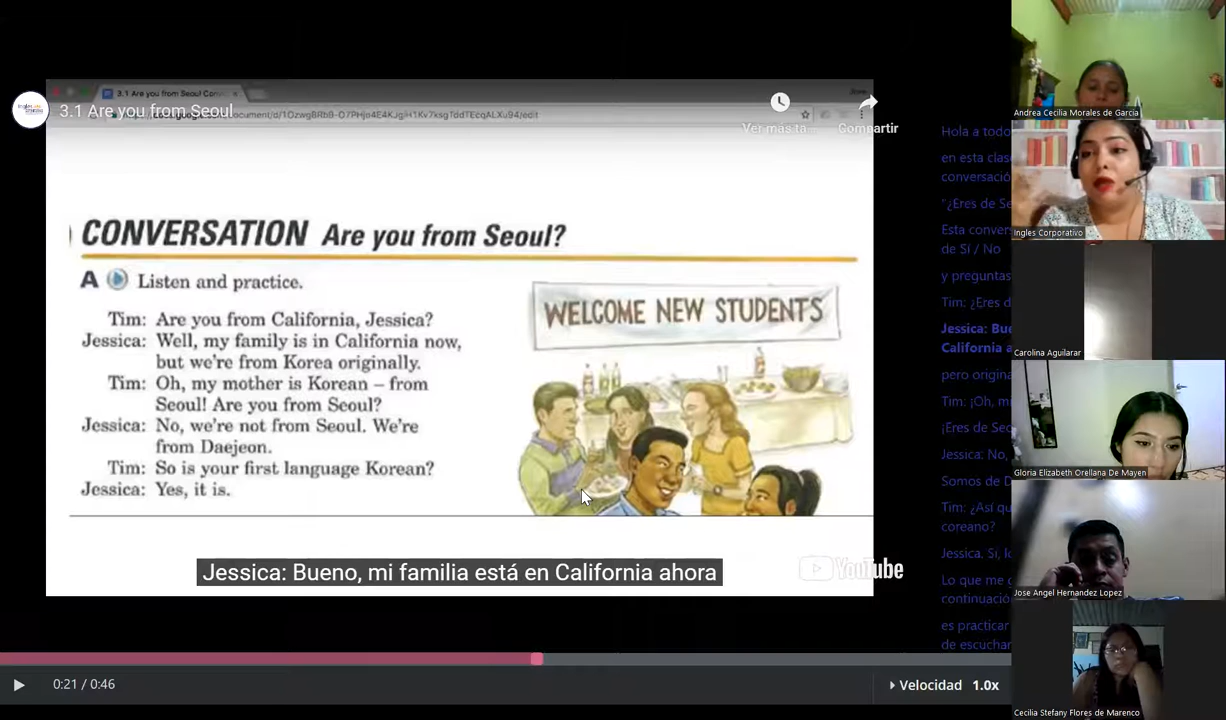 3.1 Are you from Seoul
Ver más ta...
Compartir
CONVERSATION Are you from Seoul?
A Listen and practice.
Tim: Are you from California, Jessica?
Jessica: Well, my family is in California now,
but we're from Korea originally.
Tim: Oh, my mother is Korean – from
Seoul! Are you from Seoul?
Jessica: No, we're not from Seoul. We're
from Daejeon.
Tim: So is your first language Korean?
Jessica: Yes, it is.
WELCOME NEW STUDENTS
Jessica: Bueno, mi familia está en California ahora
YouTube
0:21 / 0:46
Velocidad 1.0x
Hola a todo
en esta clas
conversació
"¿Eres de Se
Esta conver
de Sí / No
y preguntas
Tim: ¿Eres d
Jessica: Bue
California a
pero origina
Tim: ¡Oh, m
¡Eres de Seo
Jessica: No,
Somos de D
Tim: ¿Así qu
coreano?
Jessica. Si, lo
Lo que me g
continuació
es practicar
de escuchar
Andrea Cecilia Morales de Garcia
Ingles Corporativo
Carolina Aguilarar
Gloria Elizabeth Orellana De Mayen
Jose Angel Hernandez Lopez
Cecilia Stefany Flores de Marenco